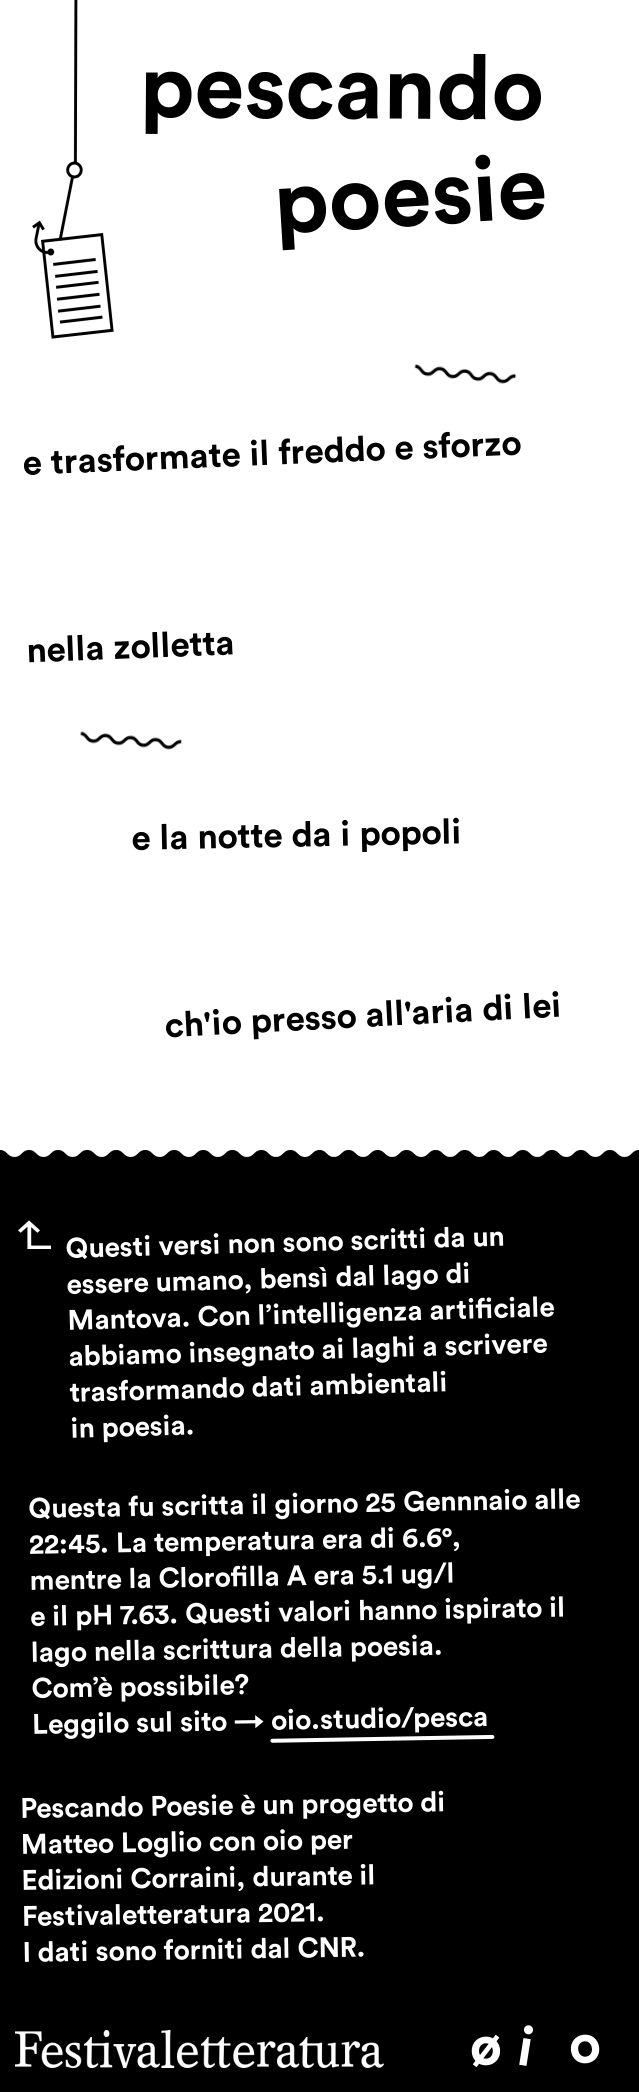 pescando
poesie
e trasformate il freddo e sforzo
nella zolletta
e la notte da i popoli
ch'io presso all'aria di lei
Questi versi non sono scritti da un
essere umano, bensì dal lago di
Mantova. Con l’intelligenza artificiale
abbiamo insegnato ai laghi a scrivere
trasformando dati ambientali
in poesia.
Questa fu scritta il giorno 25 Gennnaio alle
22:45. La temperatura era di 6.6°,
mentre la Clorofilla A era 5.1 ug/l
e il pH 7.63. Questi valori hanno ispirato il
lago nella scrittura della poesia.
Com’è possibile?
Leggilo sul sito → oio.studio/pesca
Pescando Poesie è un progetto di
Matteo Loglio con oio per
Edizioni Corraini, durante il
Festivaletteratura 2021.
I dati sono forniti dal CNR.
Festivaletteratura øio